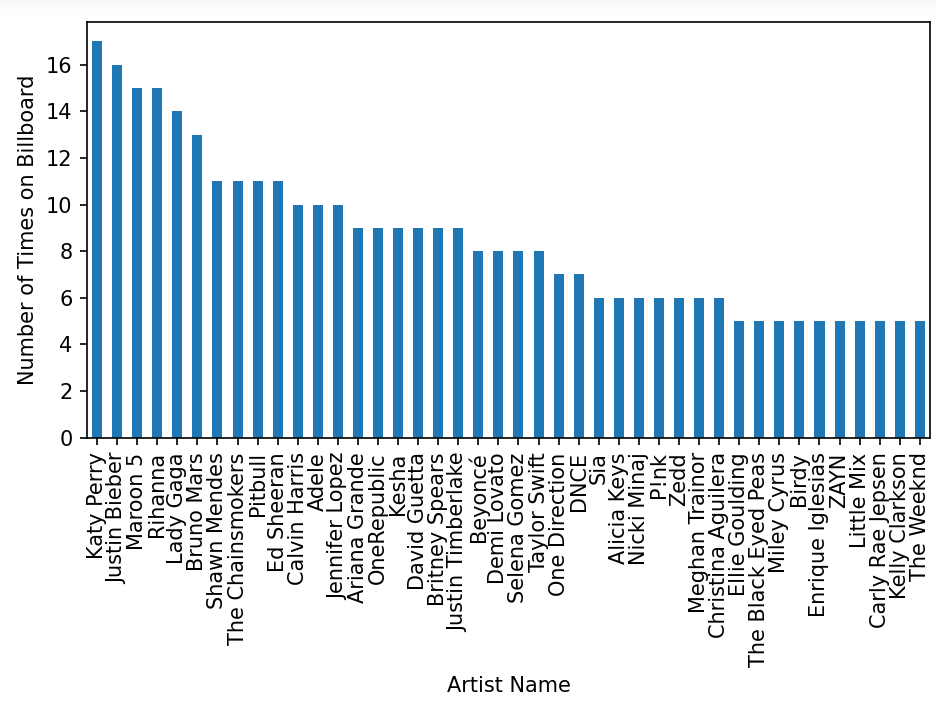 Number of Times on Billboard
16
14
12
10
8
6
4
2
0
Katy Perry
Justin Bieber
Maroon 5
Rihanna
Lady Gaga
Bruno Mars
Shawn Mendes
The Chainsmokers
Pitbull
Ed Sheeran
Calvin Harris
Adele
Jennifer Lopez
Ariana Grande
OneRepublic
Kesha
David Guetta
Britney Spears
Justin Timberlake
Beyoncé
Demi Lovato
Selena Gomez
Taylor Swift
One Direction
DNCE
Sia
Alicia Keys
Nicki Minaj
P!nk
Zedd
Meghan Trainor
Christina Aguilera
Ellie Goulding
The Black Eyed Peas
Miley Cyrus
Birdy
Enrique Iglesias
ZAYN
Little Mix
Carly Rae Jepsen
Kelly Clarkson
The Weeknd
Artist Name